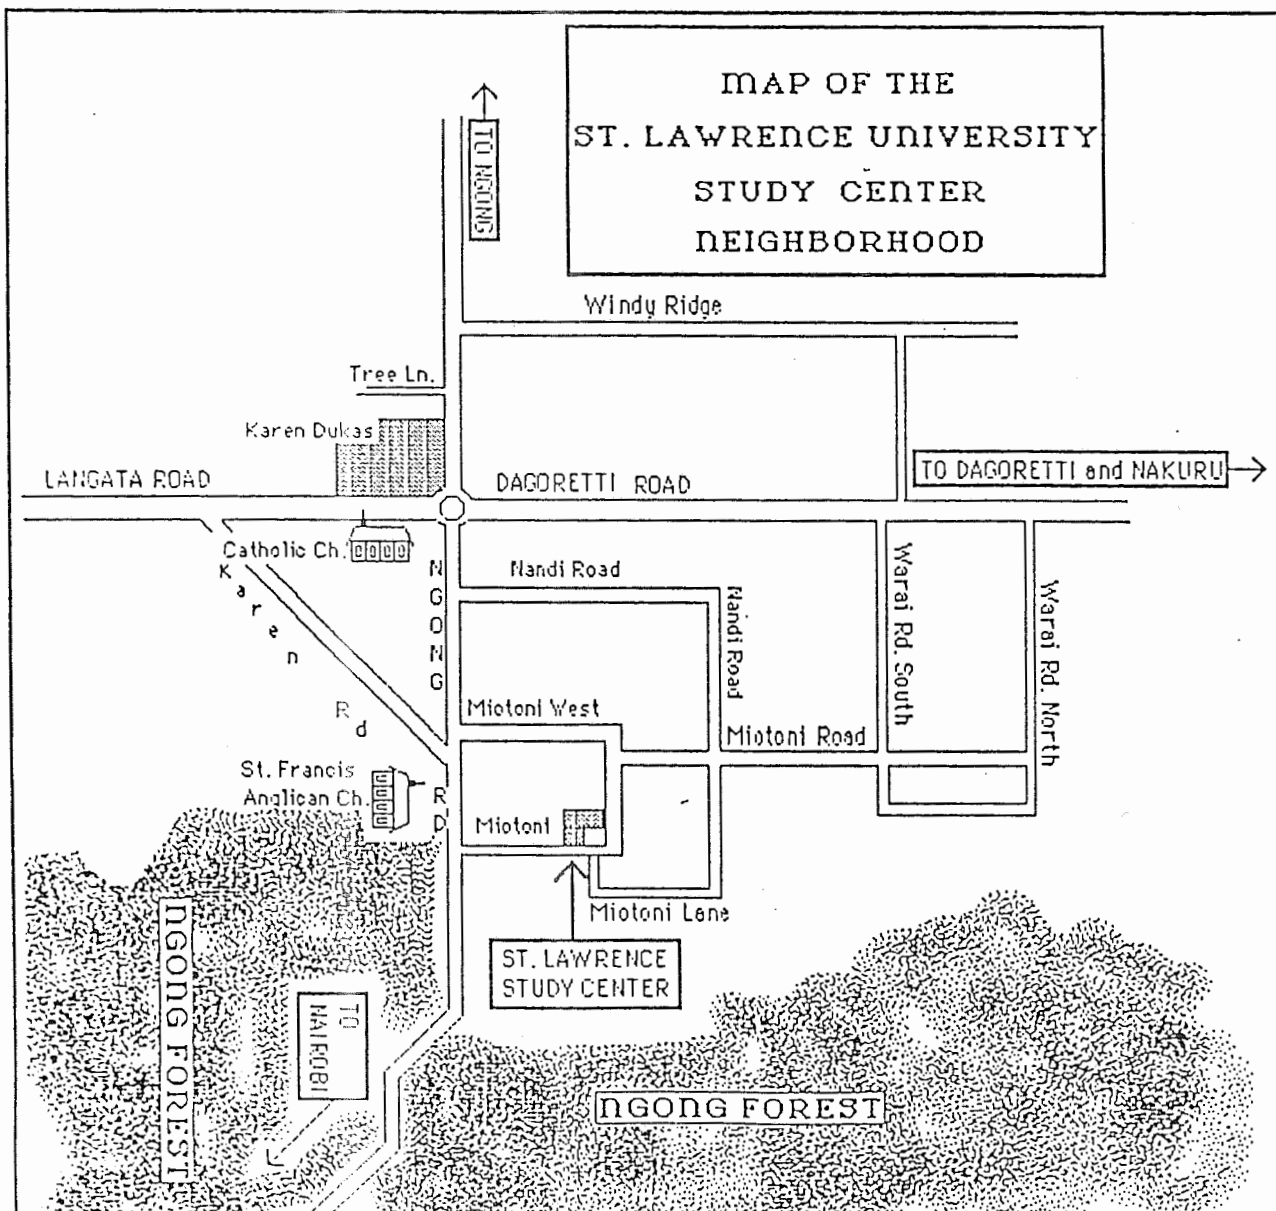 MAP OF THE
ST. LAWRENCE UNIVERSITY
STUDY CENTER
NEIGHBORHOOD
TO NGONG
Windy Ridge
Tree Ln.
Karen Dukas
LANGATA ROAD
DAGORETTI ROAD
TO DAGORETTI and NAKURU
Catholic Ch.
Karen Rd
NGONG RD
Nandi Road
Nandi Road
Warai Rd. South
Warai Rd. North
Miotoni West
Miotoni Road
St. Francis
Anglican Ch.
Miotoni
Miotoni Lane
ST. LAWRENCE
STUDY CENTER
NGONG FOREST
TO
NAIROBI
NGONG FOREST